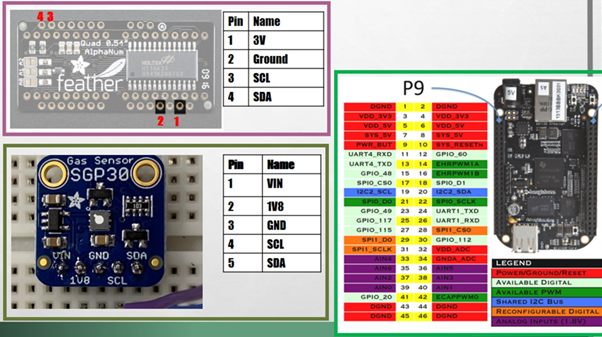 4 3
Quad 0.54"
AlphaNum
feather
HOLTEK
09 16
2 1
Pin Name
1 3V
2 Ground
3 SCL
4 SDA
Gas Sensor
SGP30
VIN GND SDA
1V8 SCL
Pin Name
1 VIN
2 1V8
3 GND
4 SCL
5 SDA
P9
5V
DGND 1 2 DGND
VDD_3V3 3 4 VDD_3V3
VDD_5V 5 6 VDD_5V
SYS_5V 7 8 SYS_5V
PWR_BUT 9 10 SYS_RESETN
UART4_RXD 11 12 GPIO_60
UART4_TXD 13 14 EHRPWM1A
GPIO_48 15 16 EHRPWM1B
SPI0_CS0 17 18 SPI0_D1
I2C2_SCL 19 20 I2C2_SDA
SPI0_D0 21 22 SPI0_SCLK
GPIO_49 23 24 UART1_TXD
GPIO_117 25 26 UART1_RXD
GPIO_115 27 28 SPI1_CS0
SPI1_D0 29 30 GPIO_112
SPI1_SCLK 31 32 VDD_ADC
AIN4 33 34 GNDA_ADC
AIN6 35 36 AIN5
AIN2 37 38 AIN3
AIN0 39 40 AIN1
GPIO_20 41 42 ECAPPWM0
DGND 43 44 DGND
DGND 45 46 DGND
LEGEND
POWER/GROUND/RESET
AVAILABLE DIGITAL
AVAILABLE PWM
SHARED I2C BUS
RECONFIGURABLE DIGITAL
ANALOG INPUTS (1.8V)